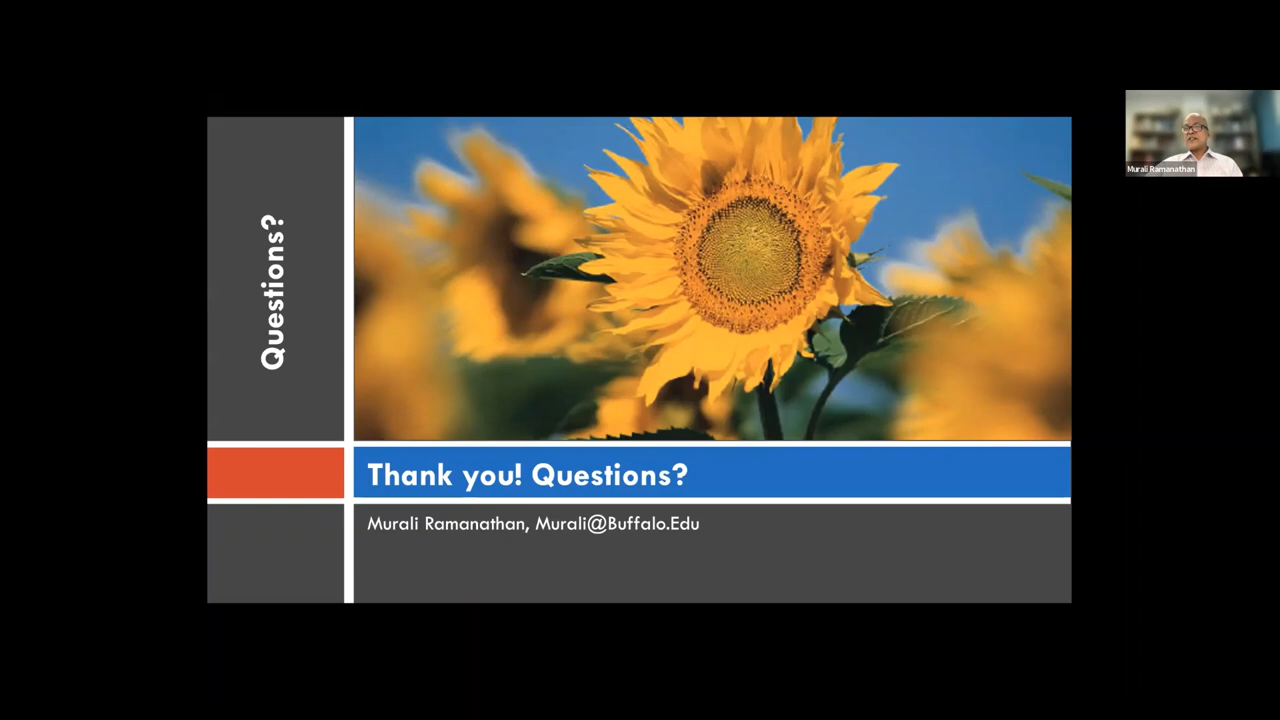 Questions?
Thank you! Questions?
Murali Ramanathan, Murali@Buffalo.Edu
Murali Ramanathan